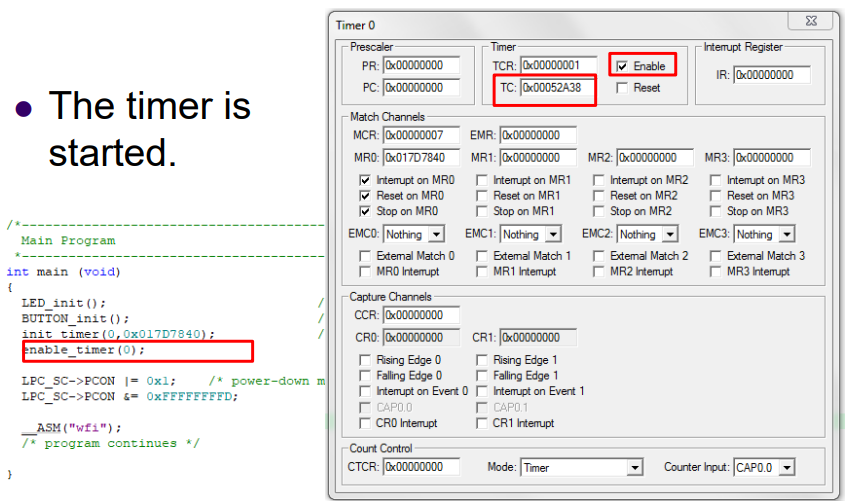 ● The timer is
started.
/*----------------------------------------
Main Program
*----------------------------------------
int main (void)
{
LED_init(); /
BUTTON_init(); /
init_timer(0,0x017D7840); /
enable_timer(0);
LPC_SC->PCON |= 0x1; /* power-down m
LPC_SC->PCON &= 0xFFFFFFFFD;
__ASM("wfi");
/* program continues */
}
Timer 0
Prescaler
PR: 0x00000000
PC: 0x00000000
Timer
TCR: 0x00000001 Enable
TC: 0x00052A38 Reset
Interrupt Register
IR: 0x00000000
Match Channels
MCR: 0x00000007 EMR: 0x00000000
MR0: 0x017D7840 MR1: 0x00000000 MR2: 0x00000000 MR3: 0x00000000
Interrupt on MR0 Interrupt on MR1 Interrupt on MR2 Interrupt on MR3
Reset on MR0 Reset on MR1 Reset on MR2 Reset on MR3
Stop on MR0 Stop on MR1 Stop on MR2 Stop on MR3
EMC0: Nothing EMC1: Nothing EMC2: Nothing EMC3: Nothing
External Match 0 External Match 1 External Match 2 External Match 3
MR0 Interrupt MR1 Interrupt MR2 Interrupt MR3 Interrupt
Capture Channels
CCR: 0x00000000
CR0: 0x00000000 CR1: 0x00000000
Rising Edge 0 Rising Edge 1
Falling Edge 0 Falling Edge 1
Interrupt on Event 0 Interrupt on Event 1
CAP0.0 CAP0.1
CR0 Interrupt CR1 Interrupt
Count Control
CTCR: 0x00000000 Mode: Timer Counter Input: CAP0.0